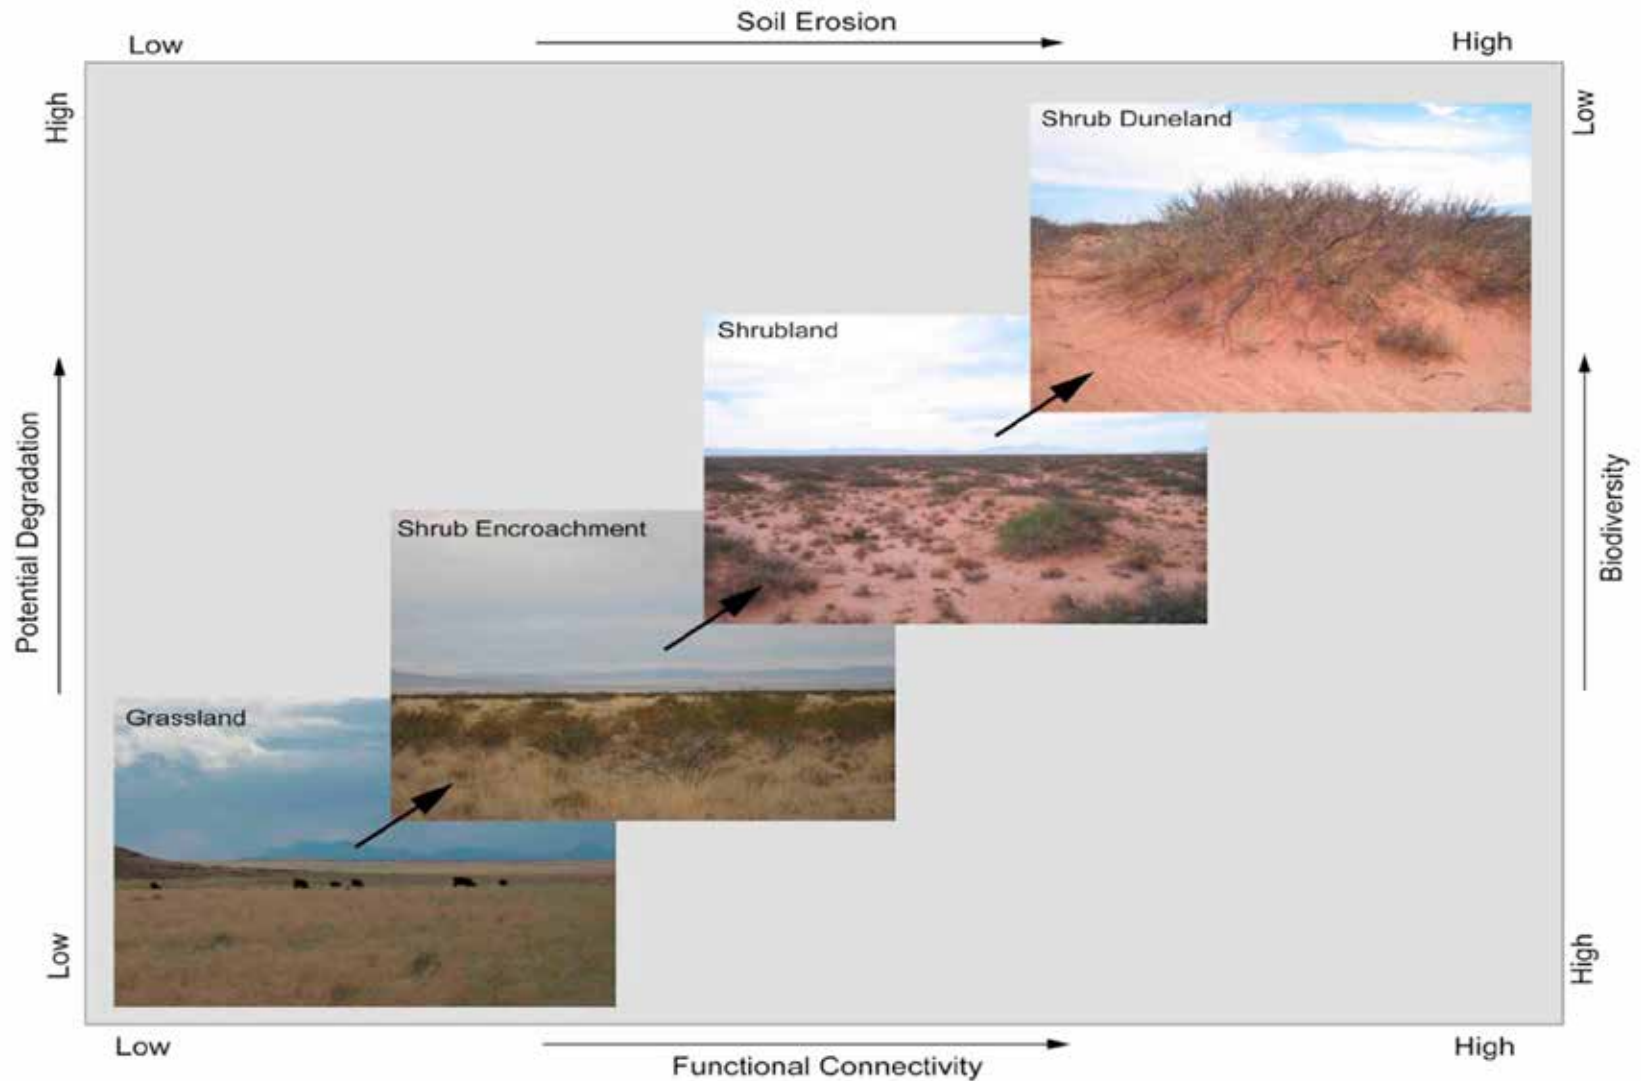 Soil Erosion
Low
High
High
Low
Shrub Duneland
Shrubland
Shrub Encroachment
Grassland
Potential Degradation
Biodiversity
Low
High
Low
High
Functional Connectivity